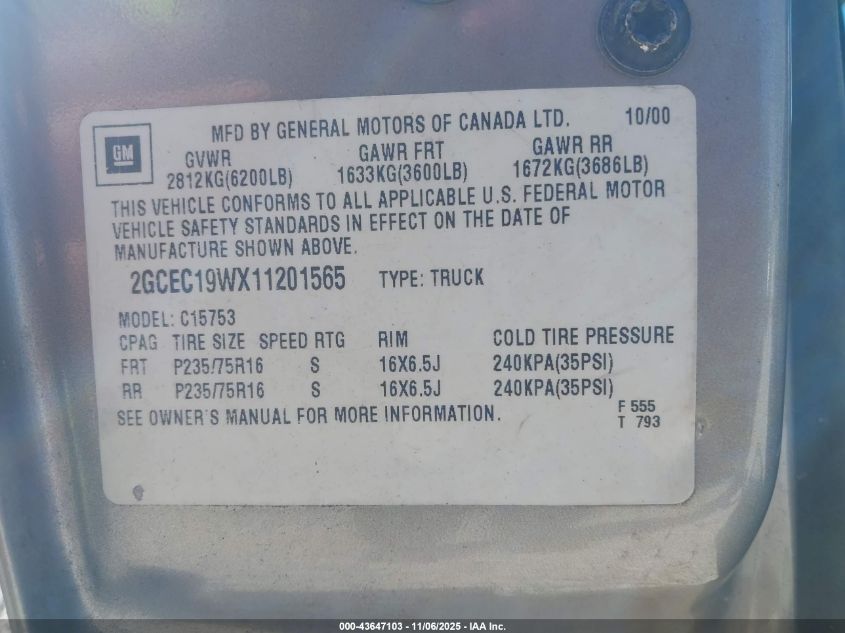 MFD BY GENERAL MOTORS OF CANADA LTD. 10/00
GM
GVWR GAWR FRT GAWR RR
2812KG(6200LB) 1633KG(3600LB) 1672KG(3686LB)
THIS VEHICLE CONFORMS TO ALL APPLICABLE U.S. FEDERAL MOTOR
VEHICLE SAFETY STANDARDS IN EFFECT ON THE DATE OF
MANUFACTURE SHOWN ABOVE.
2GCEC19WX11201565 TYPE: TRUCK
MODEL: C15753
CPAG TIRE SIZE SPEED RTG RIM COLD TIRE PRESSURE
FRT P235/75R16 S 16X6.5J 240KPA(35PSI)
RR P235/75R16 S 16X6.5J 240KPA(35PSI)
SEE OWNER'S MANUAL FOR MORE INFORMATION.
F 555
T 793
000-43647103 - 11/06/2025 - IAA Inc.